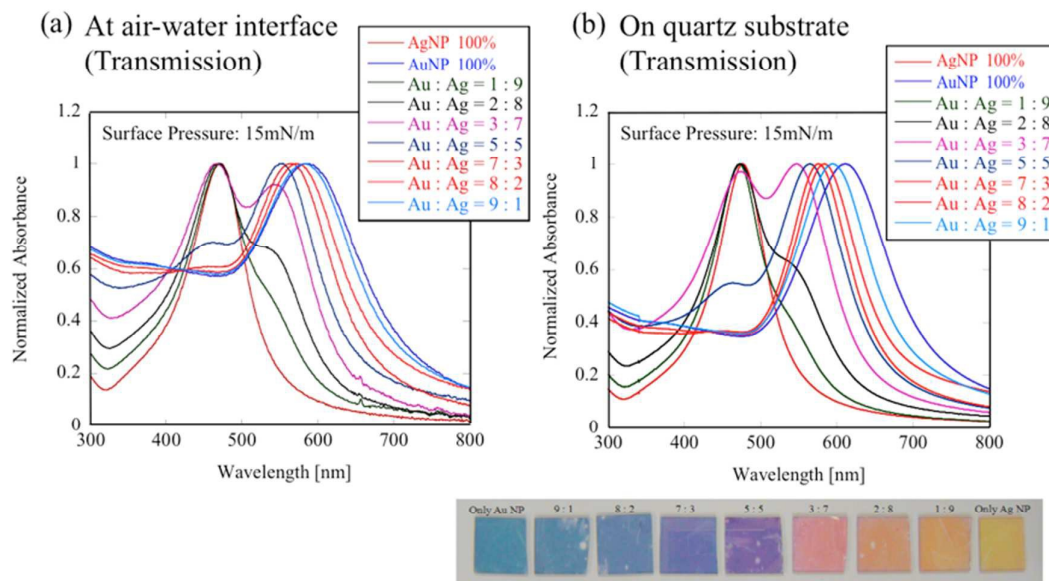 (a) At air-water interface
(Transmission)
AgNP 100%
AuNP 100%
Au : Ag = 1 : 9
Au : Ag = 2 : 8
Au : Ag = 3 : 7
Au : Ag = 5 : 5
Au : Ag = 7 : 3
Au : Ag = 8 : 2
Au : Ag = 9 : 1
Surface Pressure: 15mN/m
1.2
1
0.8
0.6
0.4
0.2
0
Normalized Absorbance
300 400 500 600 700 800
Wavelength [nm]
(b) On quartz substrate
(Transmission)
AgNP 100%
AuNP 100%
Au : Ag = 1 : 9
Au : Ag = 2 : 8
Au : Ag = 3 : 7
Au : Ag = 5 : 5
Au : Ag = 7 : 3
Au : Ag = 8 : 2
Au : Ag = 9 : 1
Surface Pressure: 15mN/m
1.2
1
0.8
0.6
0.4
0.2
0
Normalized Absorbance
300 400 500 600 700 800
Wavelength [nm]
Only Au NP 9 : 1 8 : 2 7 : 3 5 : 5 3 : 7 2 : 8 1 : 9 Only Ag NP